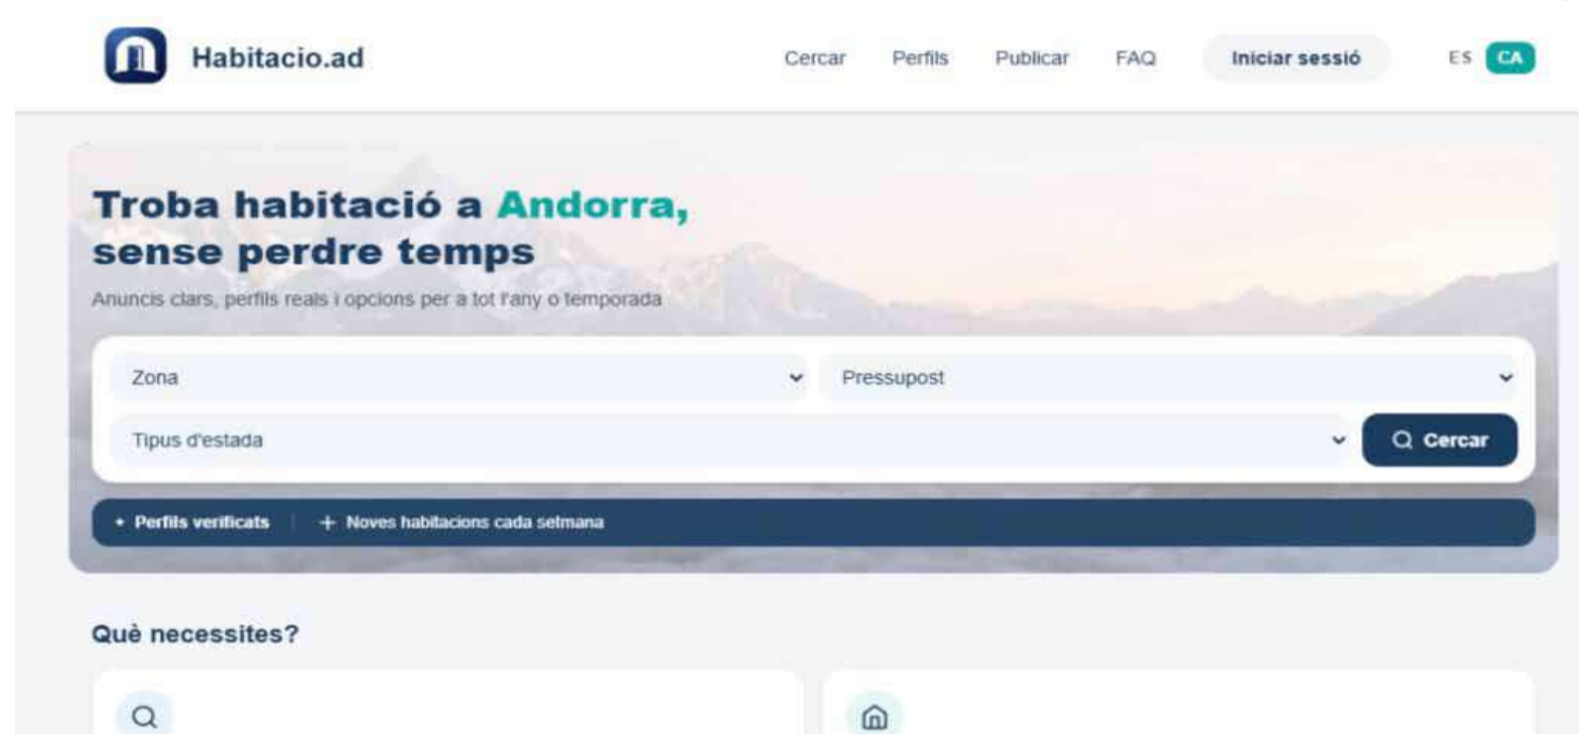 Habitacio.ad
Cercar Perfils Publicar FAQ Iniciar sessió ES CA
Troba habitació a Andorra,
sense perdre temps
Anuncis clars, perfils reals i opcions per a tot l'any o temporada
Zona Pressupost
Tipus d'estada Cercar
Perfils verificats + Noves habitacions cada setmana
Què necessites?